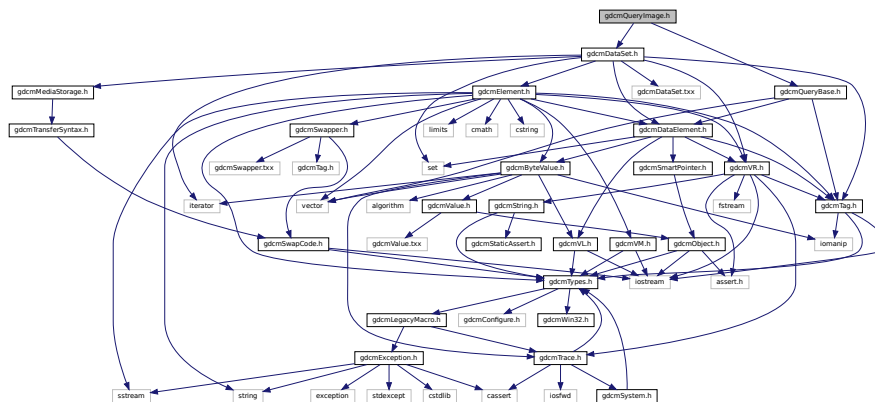 gdcmQueryImage.h
gdcmDataSet.h
gdcmMediaStorage.h
gdcmElement.h
gdcmDataSet.txx
gdcmQueryBase.h
gdcmTransferSyntax.h
gdcmSwapper.h
limits
cmath
cstring
gdcmDataElement.h
gdcmSwapper.txx
gdcmTag.h
set
gdcmByteValue.h
gdcmSmartPointer.h
gdcmVR.h
iterator
vector
algorithm
gdcmValue.h
gdcmString.h
fstream
gdcmTag.h
gdcmSwapCode.h
gdcmValue.txx
gdcmStaticAssert.h
gdcmVL.h
gdcmVM.h
gdcmObject.h
iomanip
gdcmTypes.h
iostream
assert.h
gdcmLegacyMacro.h
gdcmConfigure.h
gdcmWin32.h
gdcmException.h
gdcmTrace.h
sstream
string
exception
stdexcept
cstdlib
cassert
iosfwd
gdcmSystem.h